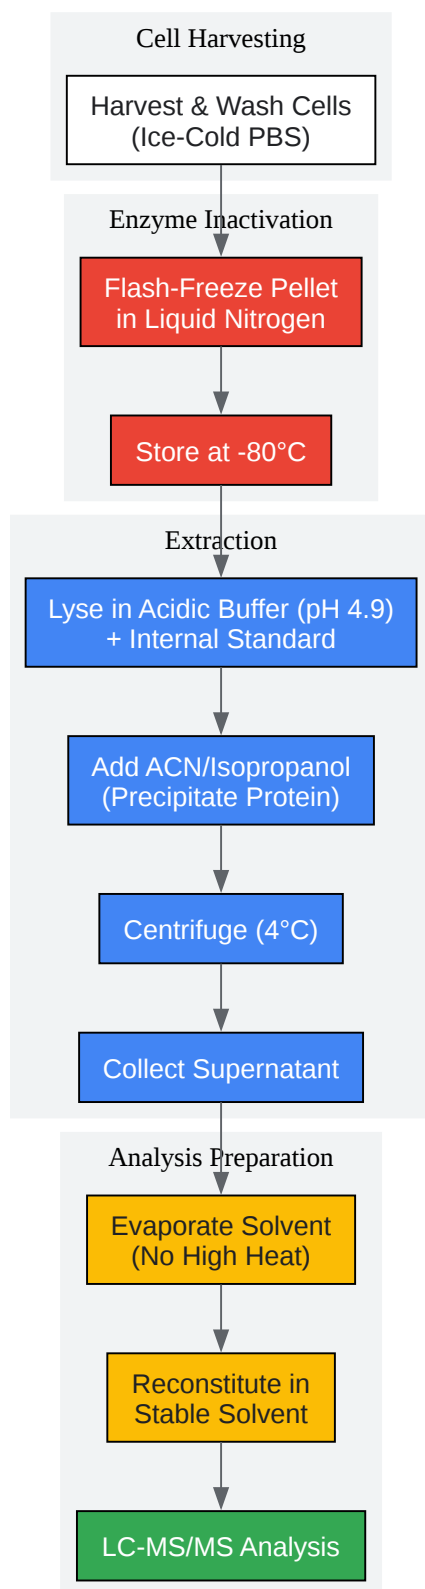 Cell Harvesting
Harvest & Wash Cells
(Ice-Cold PBS)
Enzyme Inactivation
Flash-Freeze Pellet
in Liquid Nitrogen
Store at -80°C
Extraction
Lyse in Acidic Buffer (pH 4.9)
+ Internal Standard
Add ACN/Isopropanol
(Precipitate Protein)
Centrifuge (4°C)
Collect Supernatant
Analysis Preparation
Evaporate Solvent
(No High Heat)
Reconstitute in
Stable Solvent
LC-MS/MS Analysis